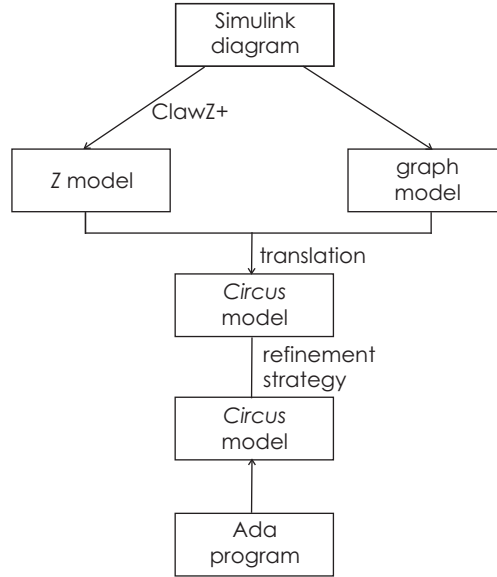 Simulink
diagram
ClawZ+
Z model
graph
model
translation
Circus
model
refinement
strategy
Circus
model
Ada
program